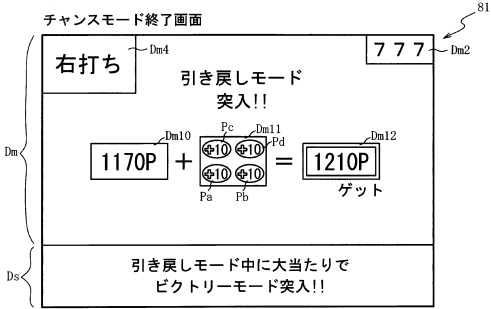 チャンスモード終了画面
81
右打ち
Dm4
777
Dm2
引き戻しモード
突入!!
Dm
Dm10
Pc
Dm11
Pd
Dm12
1170P + +10 +10 = 1210P
+10 +10
Pa
Pb
ゲット
Ds
引き戻しモード中に大当たりで
ビクトリーモード突入!!